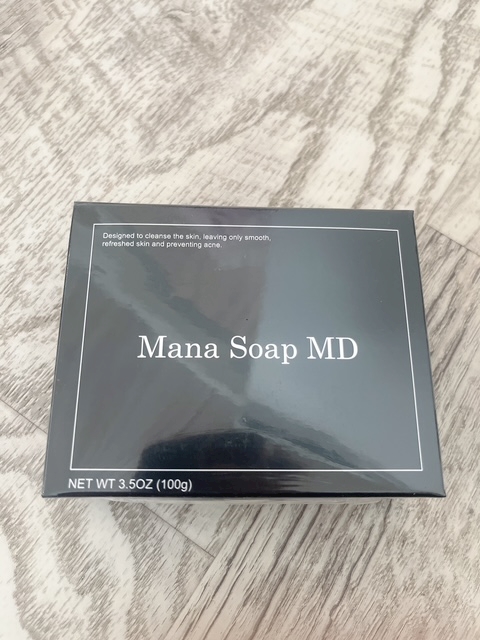 Designed to cleanse the skin, leaving only smooth,
refreshed skin and preventing acne.
Mana Soap MD
NET WT 3.5OZ (100g)